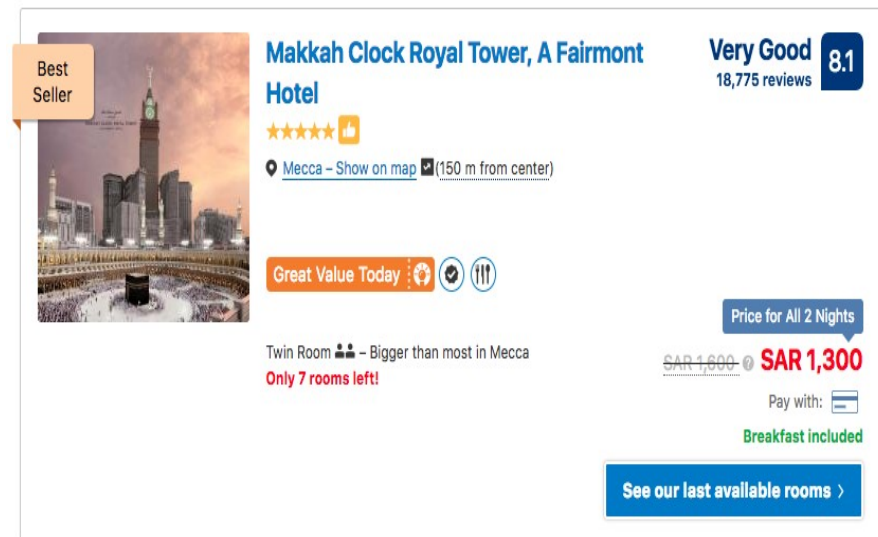 Best
Seller
Makkah Clock Royal Tower, A Fairmont
Hotel
Very Good
18,775 reviews
8.1
Mecca – Show on map (150 m from center)
Great Value Today
Price for All 2 Nights
Twin Room – Bigger than most in Mecca
Only 7 rooms left!
SAR 1,600 SAR 1,300
Pay with:
Breakfast included
See our last available rooms